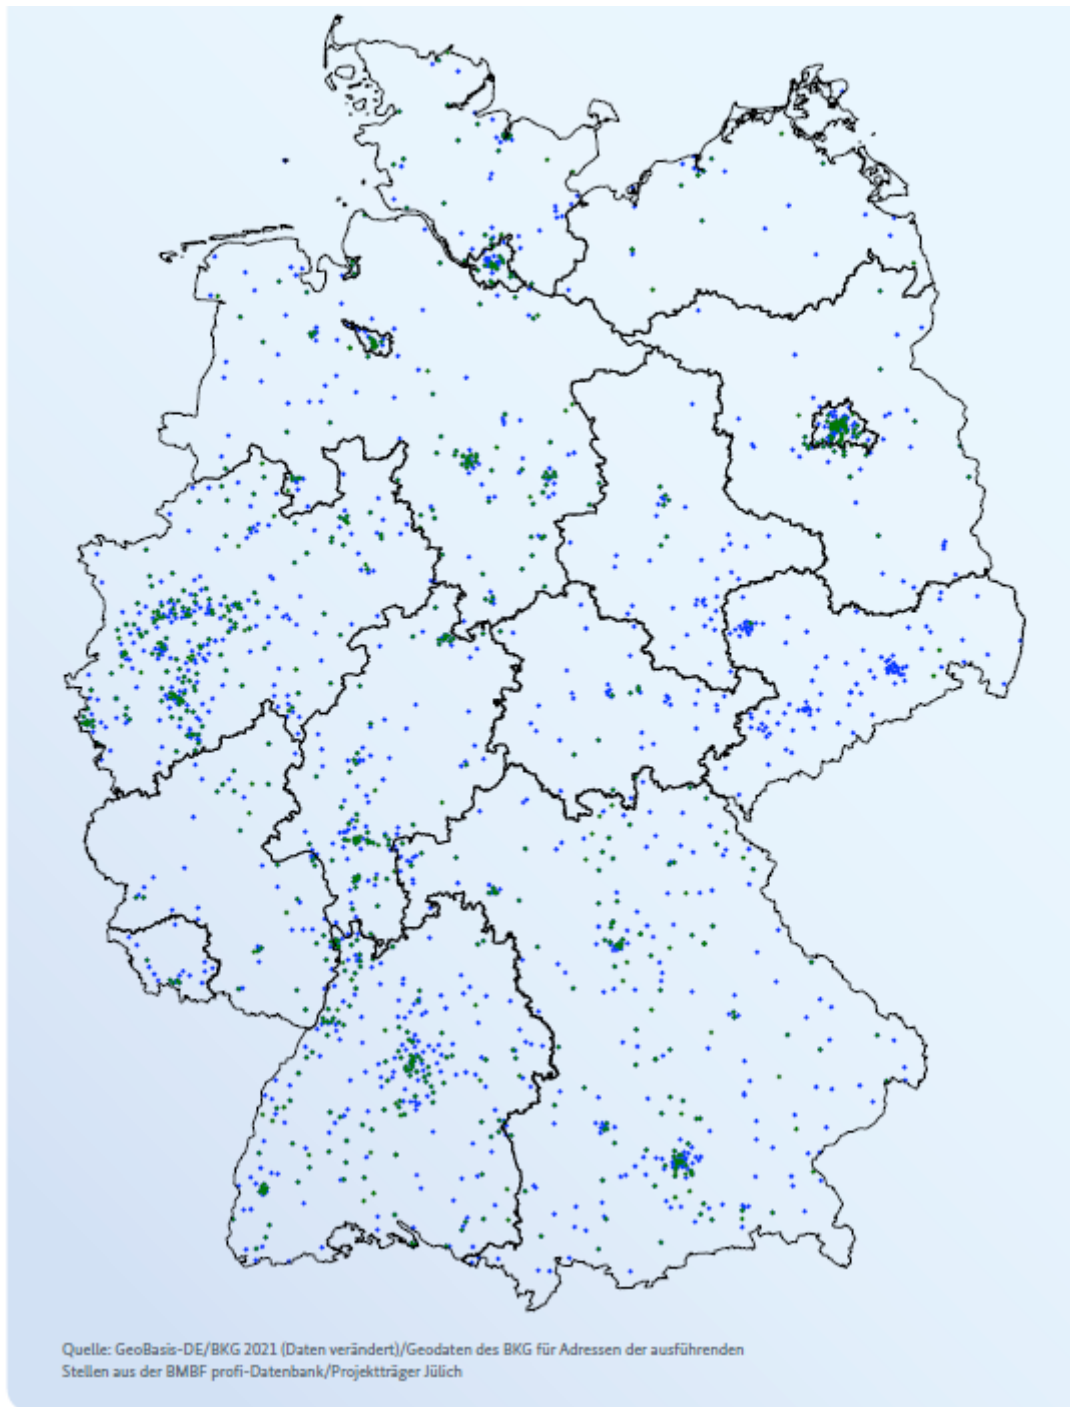 Quelle: GeoBasis-DE/BKG 2021 (Daten verändert)/Geodaten des BKG für Adressen der ausführenden
Stellen aus der BMBF profi-Datenbank/Projektträger Jülich